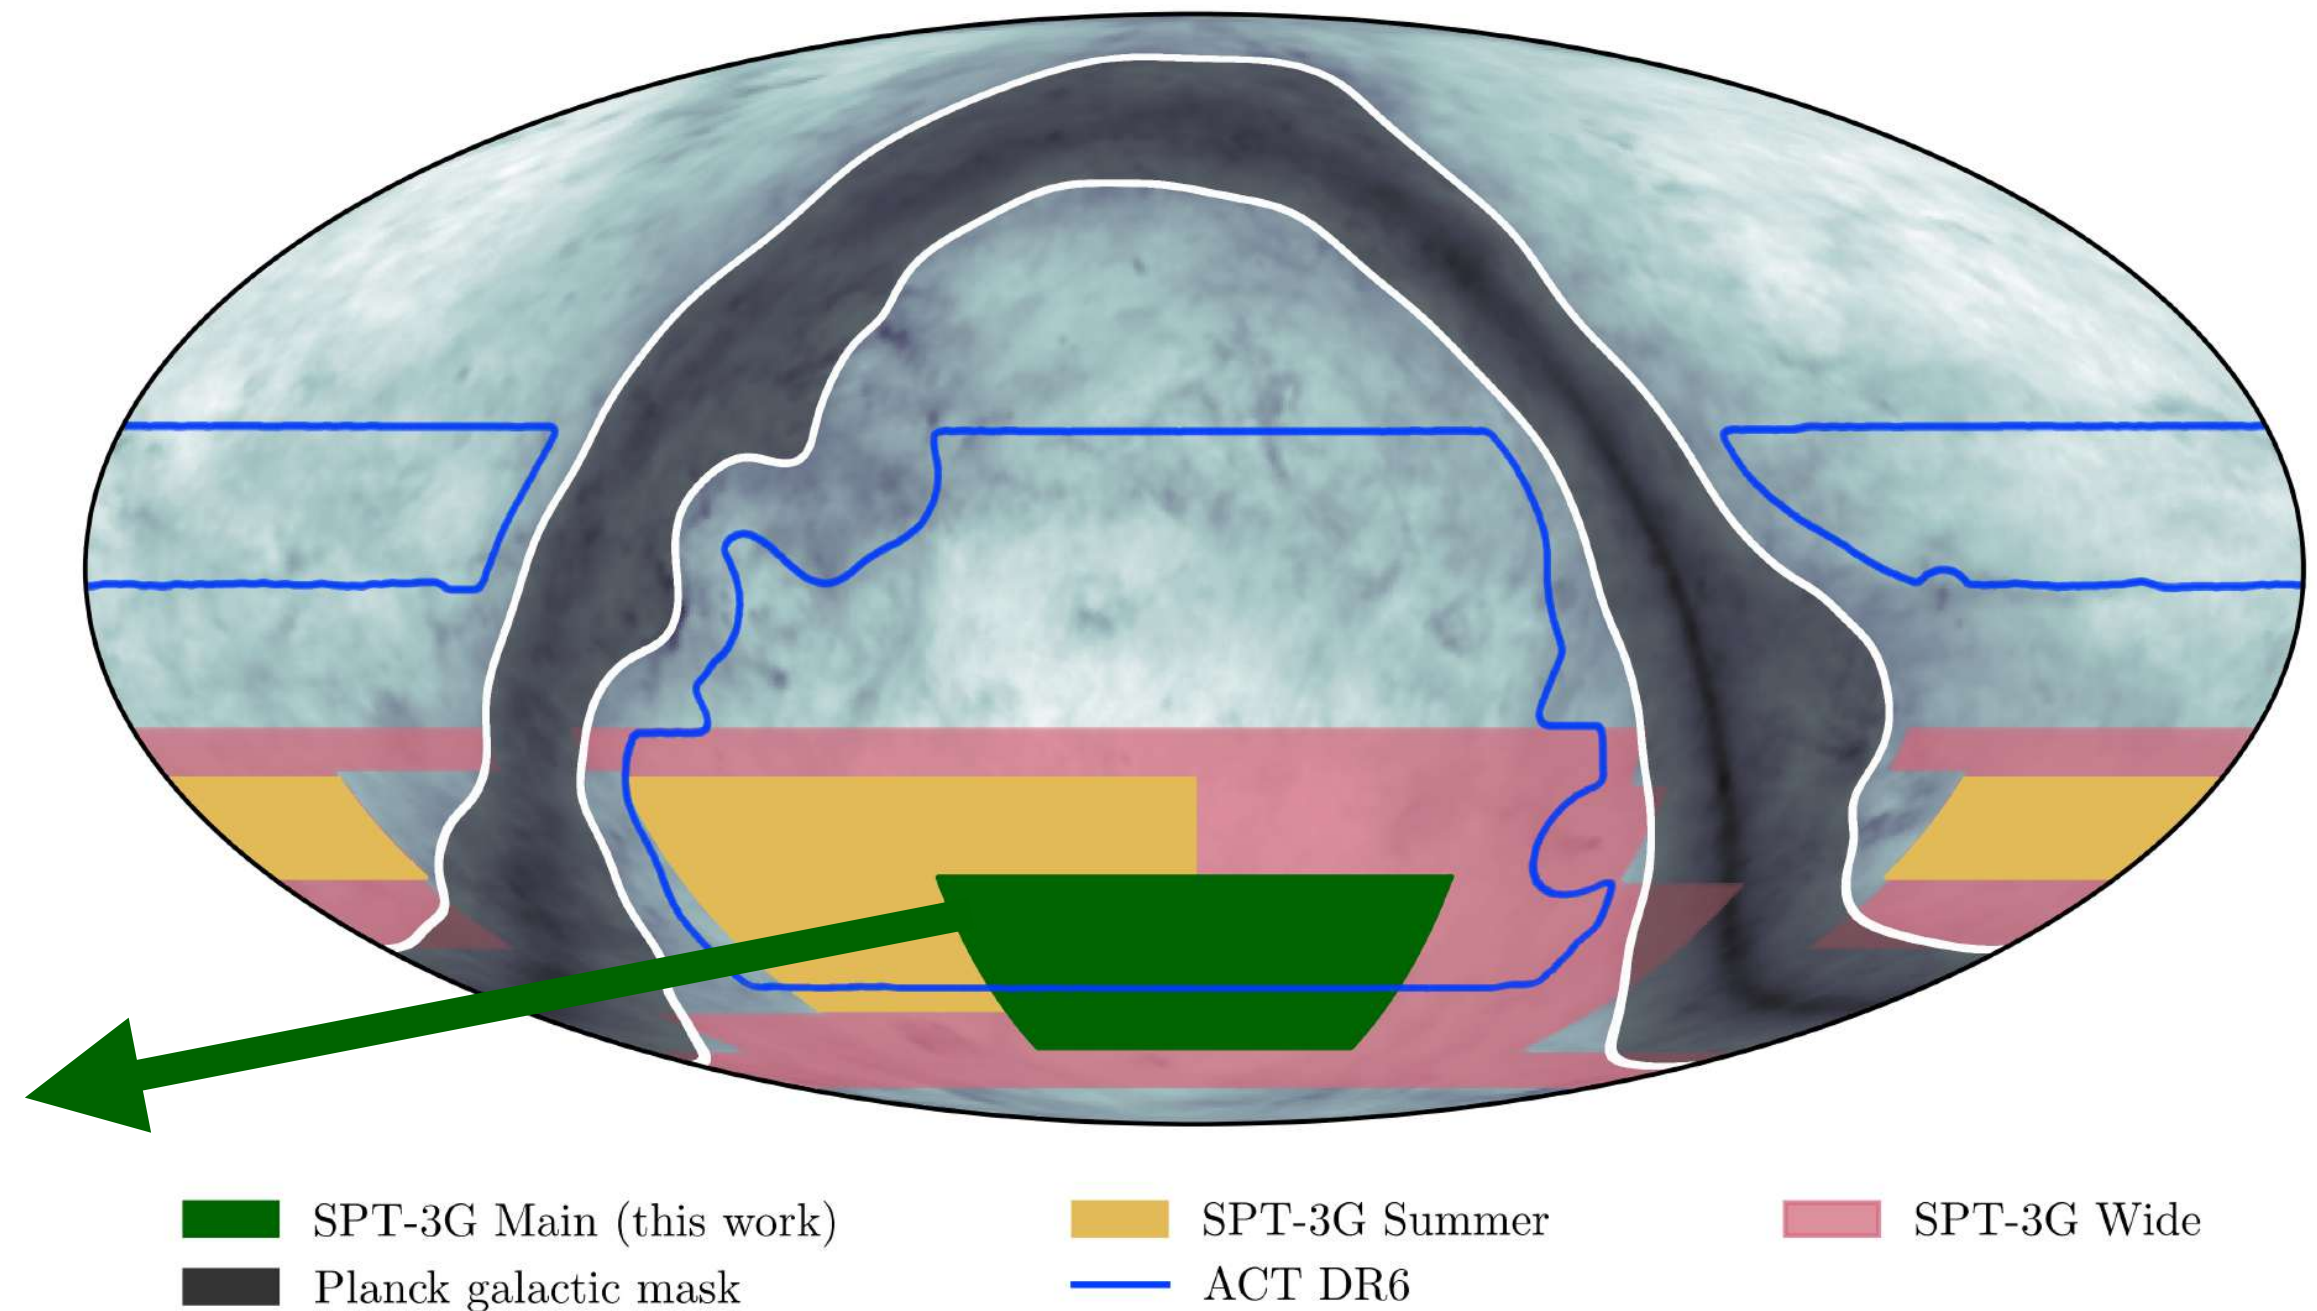 SPT-3G Main (this work)
SPT-3G Summer
SPT-3G Wide
Planck galactic mask
ACT DR6